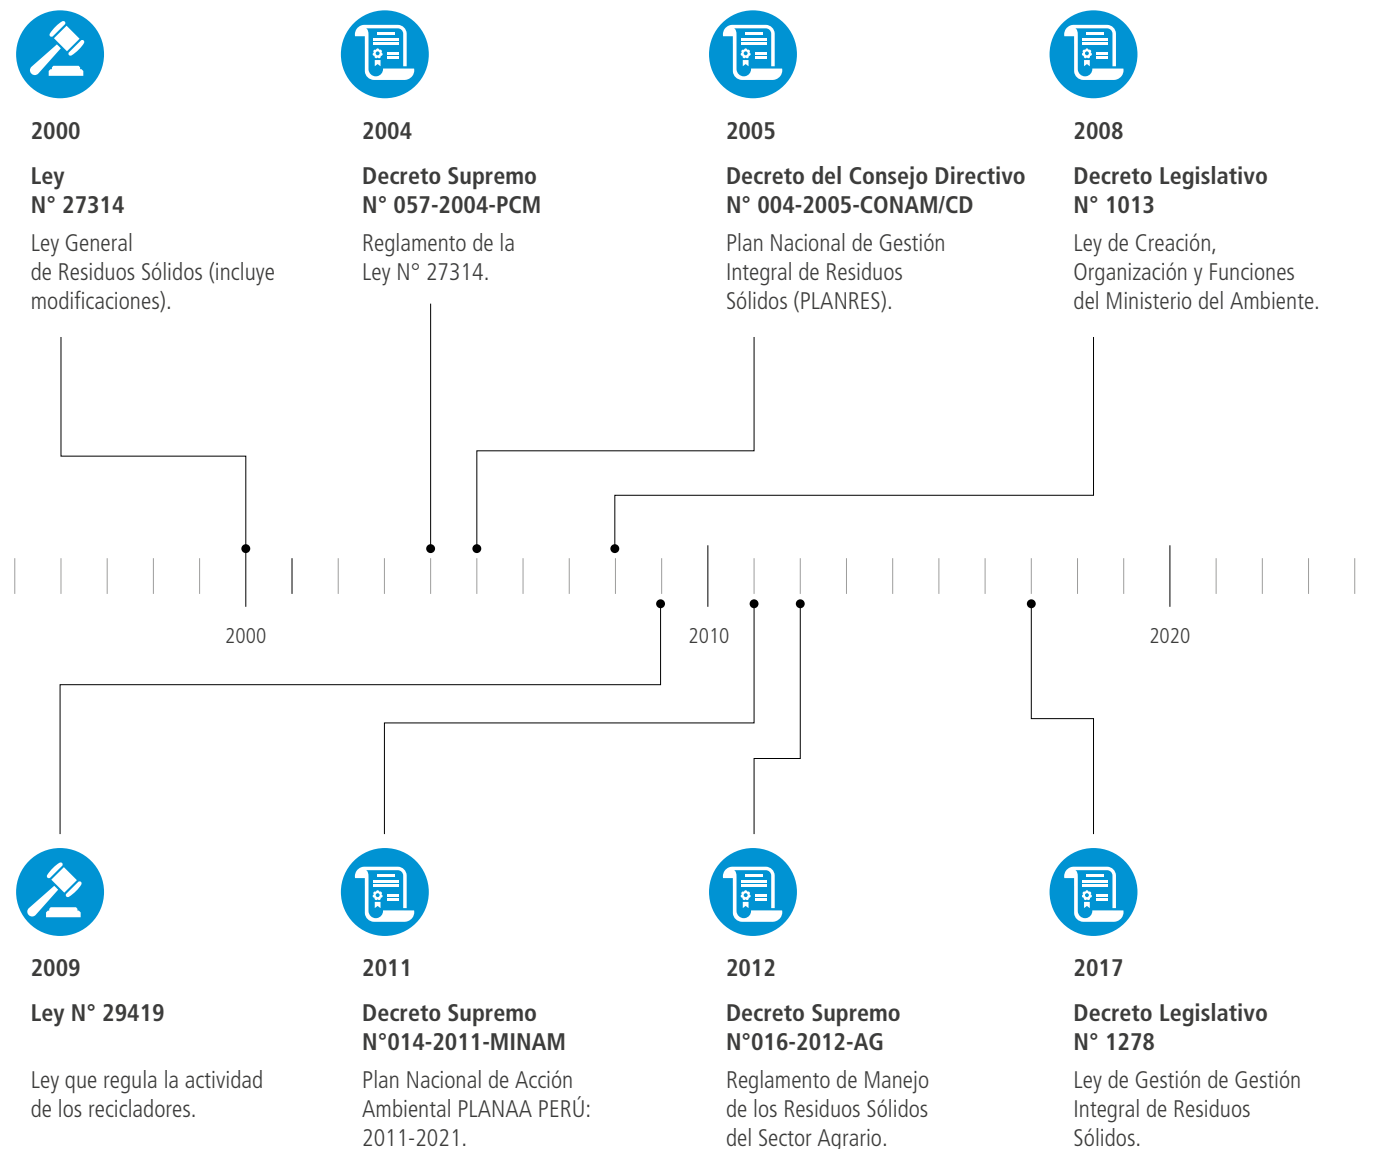 2000
Ley
N° 27314
Ley General
de Residuos Sólidos (incluye
modificaciones).
2004
Decreto Supremo
N° 057-2004-PCM
Reglamento de la
Ley N° 27314.
2005
Decreto del Consejo Directivo
N° 004-2005-CONAM/CD
Plan Nacional de Gestión
Integral de Residuos
Sólidos (PLANRES).
2008
Decreto Legislativo
N° 1013
Ley de Creación,
Organización y Funciones
del Ministerio del Ambiente.
2000
2010
2020
2009
Ley N° 29419
Ley que regula la actividad
de los recicladores.
2011
Decreto Supremo
N°014-2011-MINAM
Plan Nacional de Acción
Ambiental PLANAA PERÚ:
2011-2021.
2012
Decreto Supremo
N°016-2012-AG
Reglamento de Manejo
de los Residuos Sólidos
del Sector Agrario.
2017
Decreto Legislativo
N° 1278
Ley de Gestión de Gestión
Integral de Residuos
Sólidos.